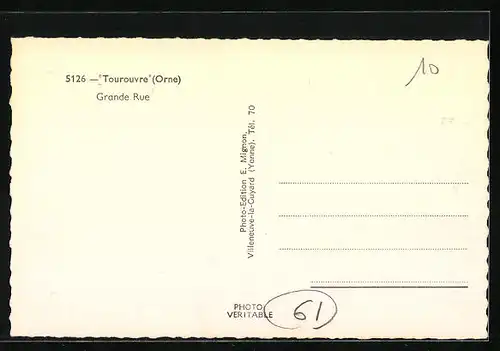 5126 — "Tourouvre" (Orne)
Grande Rue
10
Photo-Edition E. Mignon,
Villeneuve-la-Guyard (Yonne). Tél. 70
PHOTO
VERITABLE
61